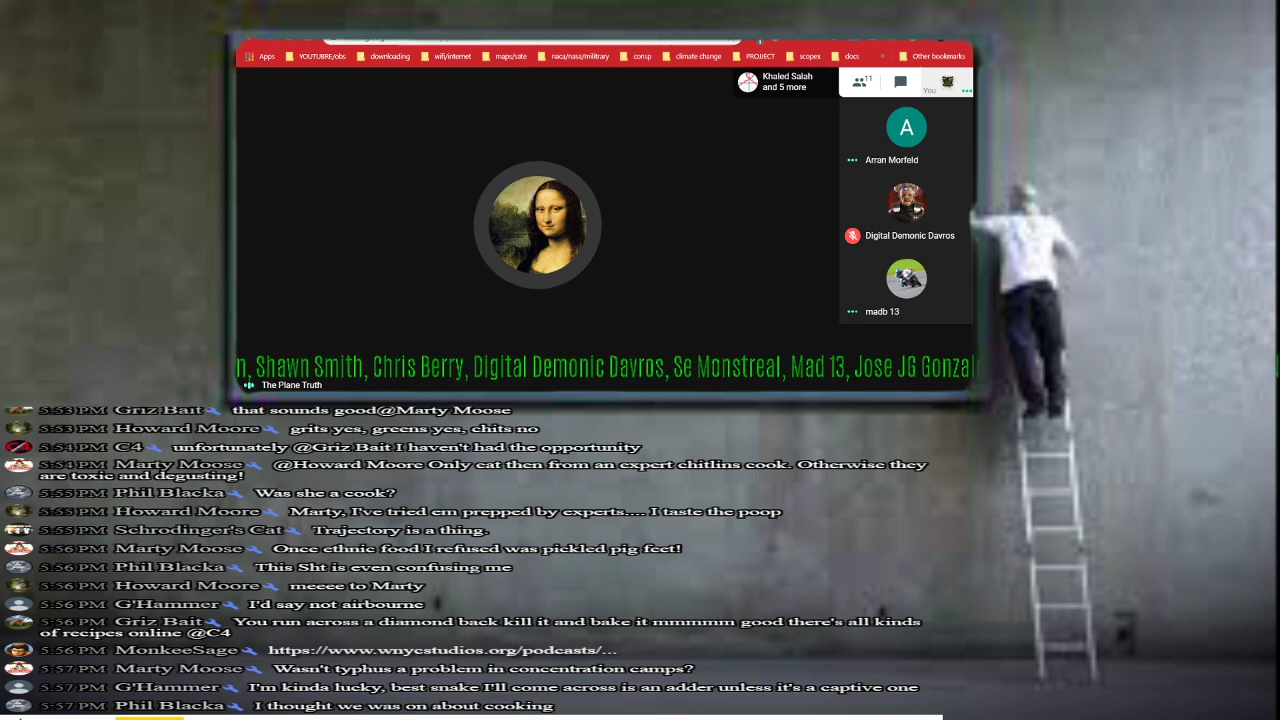 Apps YOUTUBRE/obs downloading wifi/internet maps/sate naca/nasa/militrary consp climate change PROJJECT scopex docs Other bookmarks
Khaled Salah
and 5 more
11
You
A
Arran Morfeld
Digital Demonic Davros
madb 13
n, Shawn Smith, Chris Berry, Digital Demonic Davros, Se Monstreal, Mad 13, Jose JG Gonzal
The Plane Truth
5:53 PM Griz Bait that sounds good@Marty Moose
5:53 PM Howard Moore grits yes, greens yes, chits no
5:54 PM C4 unfortunately @Griz Bait I haven't had the opportunity
5:54 PM Marty Moose @Howard Moore Only eat then from an expert chitlins cook. Otherwise they
are toxic and degusting!
5:55 PM Phil Blacka Was she a cook?
5:55 PM Howard Moore Marty, I've tried em prepped by experts.... I taste the poop
5:55 PM Schrodinger's Cat Trajectory is a thing.
5:56 PM Marty Moose Once ethnic food I refused was pickled pig feet!
5:56 PM Phil Blacka This Sht is even confusing me
5:56 PM Howard Moore meeee to Marty
5:56 PM G'Hammer I'd say not airbourne
5:56 PM Griz Bait You run across a diamond back kill it and bake it mmmmm good there's all kinds
of recipes online @C4
5:56 PM MonkeeSage https://www.wnycstudios.org/podcasts/...
5:57 PM Marty Moose Wasn't typhus a problem in concentration camps?
5:57 PM G'Hammer I'm kinda lucky, best snake I'll come across is an adder unless it's a captive one
5:57 PM Phil Blacka I thought we was on about cooking